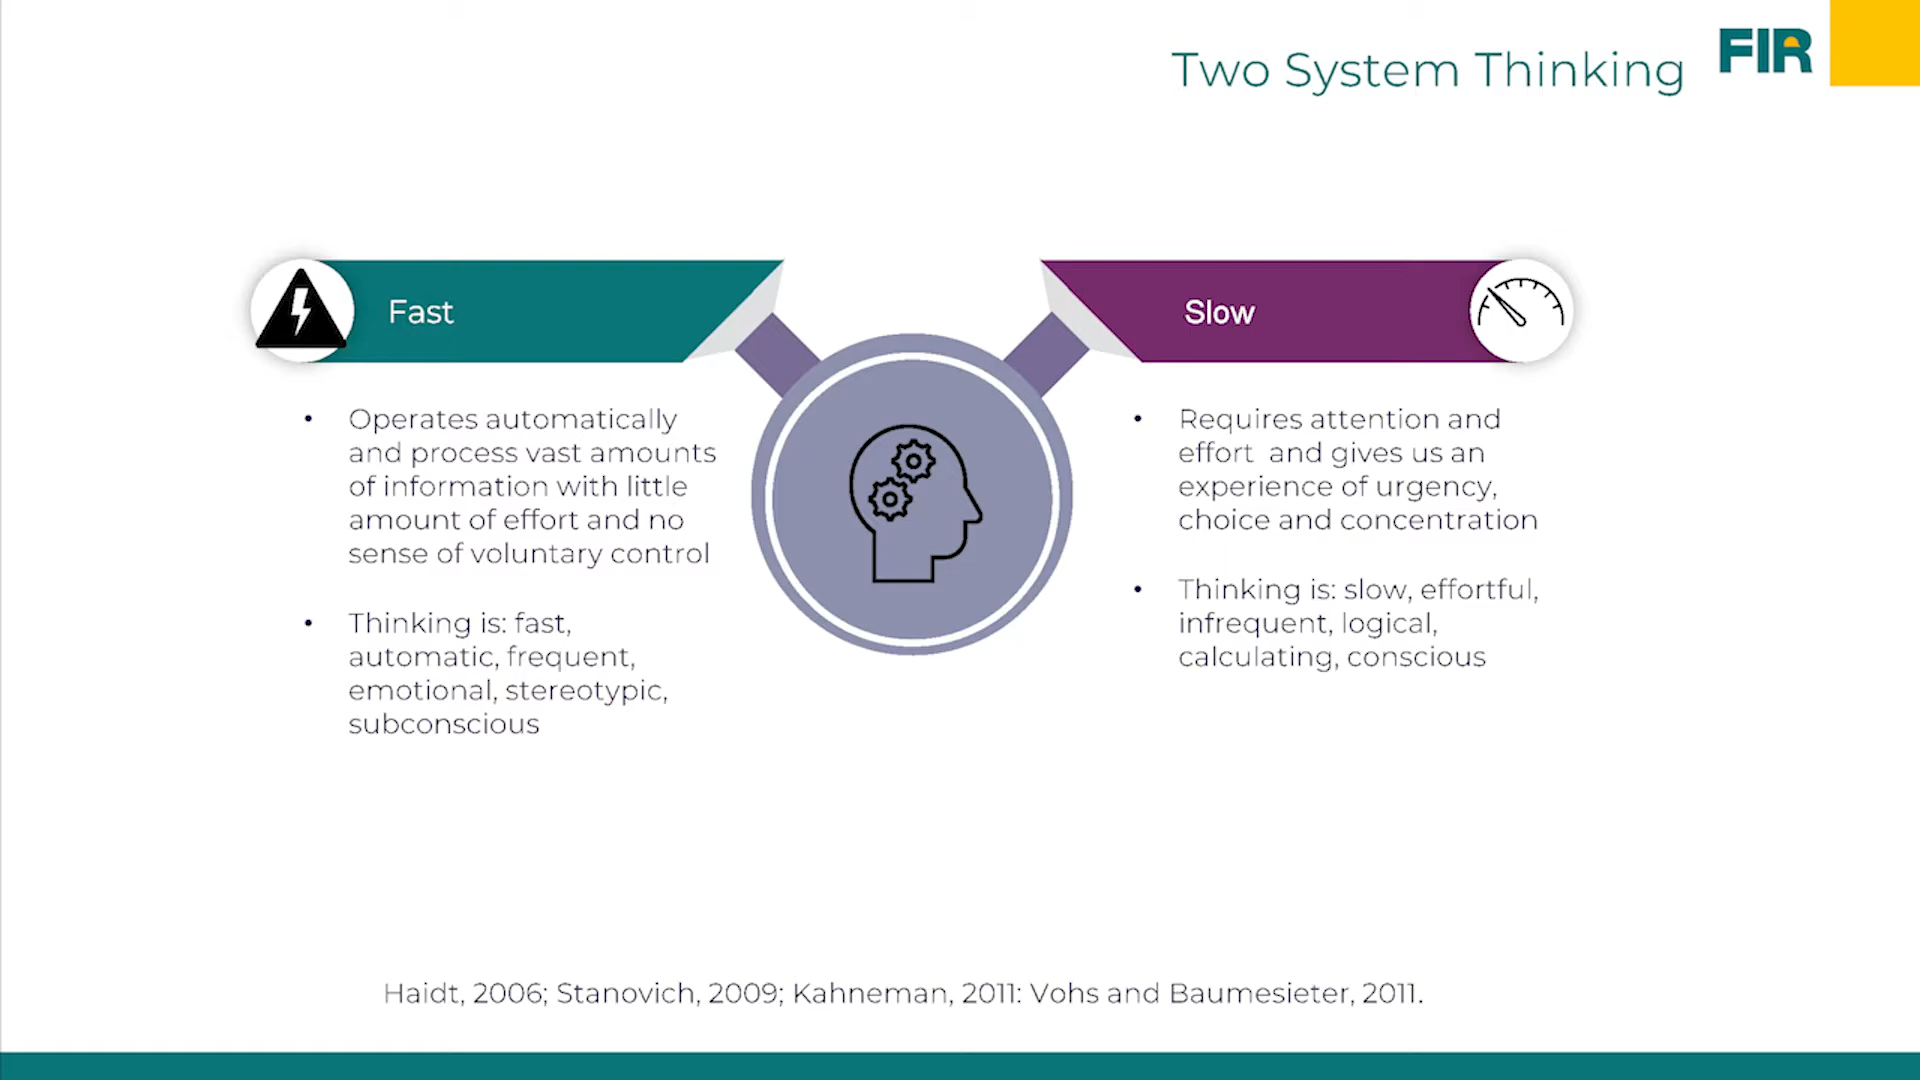 Two System Thinking
FIR
Fast
• Operates automatically
and process vast amounts
of information with little
amount of effort and no
sense of voluntary control
• Thinking is: fast,
automatic, frequent,
emotional, stereotypic,
subconscious
Slow
• Requires attention and
effort  and gives us an
experience of urgency,
choice and concentration
• Thinking is: slow, effortful,
infrequent, logical,
calculating, conscious
Haidt, 2006; Stanovich, 2009; Kahneman, 2011: Vohs and Baumesieter, 2011.